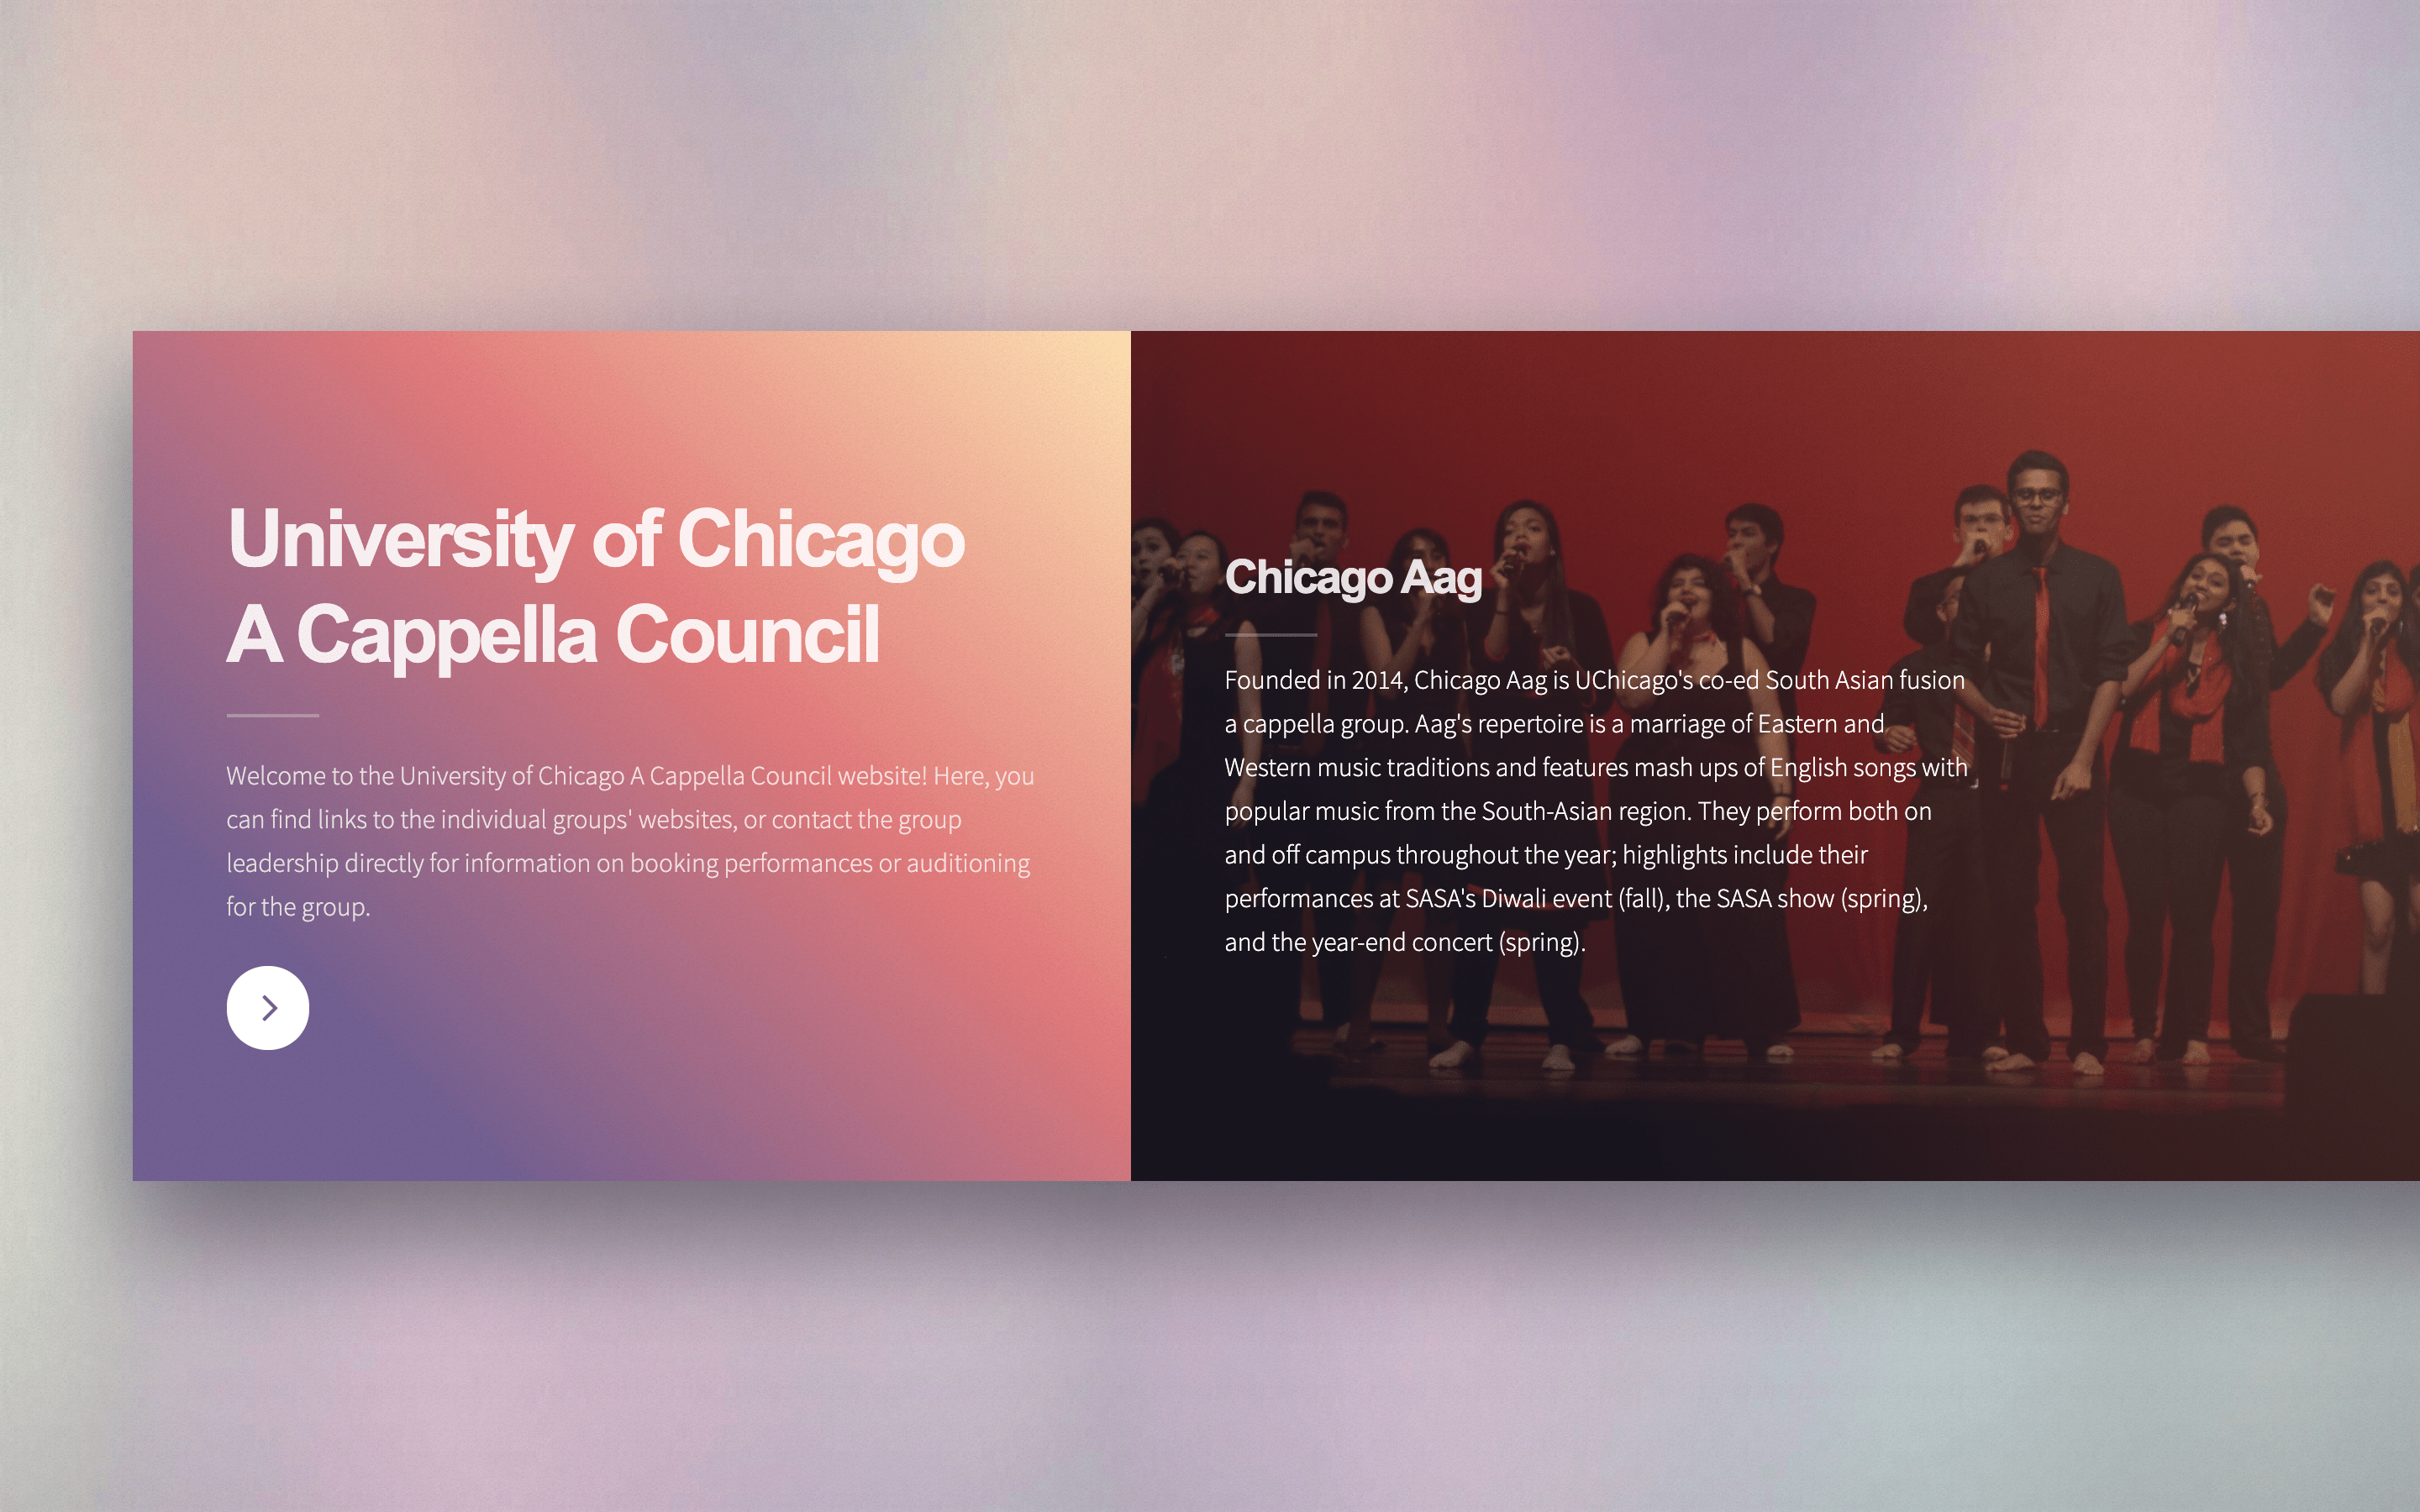 University of Chicago
A Cappella Council
Welcome to the University of Chicago A Cappella Council website! Here, you
can find links to the individual groups' websites, or contact the group
leadership directly for information on booking performances or auditioning
for the group.
Chicago Aag
Founded in 2014, Chicago Aag is UChicago's co-ed South Asian fusion
a cappella group. Aag's repertoire is a marriage of Eastern and
Western music traditions and features mash ups of English songs with
popular music from the South-Asian region. They perform both on
and off campus throughout the year; highlights include their
performances at SASA's Diwali event (fall), the SASA show (spring),
and the year-end concert (spring).